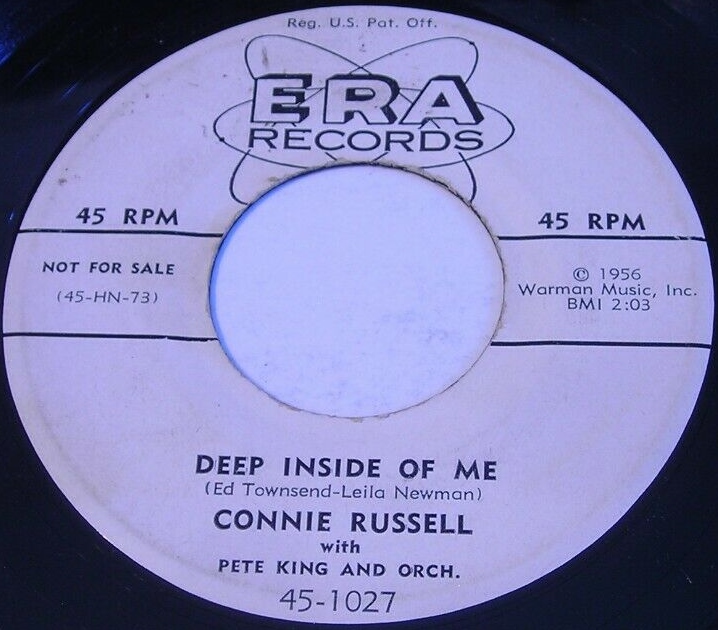 Reg. U.S. Pat. Off.
ERA
RECORDS
45 RPM
45 RPM
NOT FOR SALE
(45-HN-73)
© 1956
Warman Music, Inc.
BMI 2:03
DEEP INSIDE OF ME
(Ed Townsend-Leila Newman)
CONNIE RUSSELL
with
PETE KING AND ORCH.
45-1027